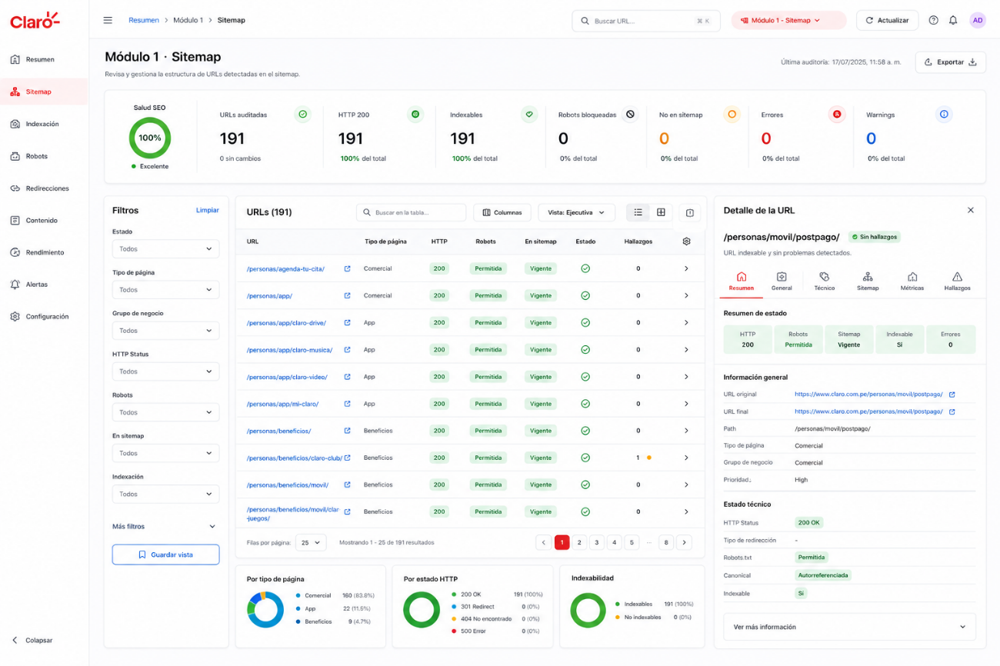 Claro
Resumen > Módulo 1 > Sitemap
Buscar URL...
⌘ K
Módulo 1 - Sitemap
Actualizar
AD
Resumen
Sitemap
Indexación
Robots
Redirecciones
Contenido
Rendimiento
Alertas
Configuración
Colapsar
Módulo 1 · Sitemap
Revisa y gestiona la estructura de URLs detectadas en el sitemap.
Última auditoría: 17/07/2025, 11:58 a. m.
Exportar
Salud SEO
100%
Excelente
URLs auditadas
191
0 sin cambios
HTTP 200
191
100% del total
Indexables
191
100% del total
Robots bloqueadas
0
0% del total
No en sitemap
0
0% del total
Errores
0
0% del total
Warnings
0
0% del total
Filtros
Limpiar
Estado
Todos
Tipo de página
Todos
Grupo de negocio
Todos
HTTP Status
Todos
Robots
Todos
En sitemap
Todos
Indexación
Todos
Más filtros
Guardar vista
URLs (191)
Buscar en la tabla...
Columnas
Vista: Ejecutiva
URL Tipo de página HTTP Robots En sitemap Estado Hallazgos
/personas/agenda-tu-cita/ Comercial 200 Permitida Vigente 0
/personas/app/ Comercial 200 Permitida Vigente 0
/personas/app/claro-drive/ App 200 Permitida Vigente 0
/personas/app/claro-musica/ App 200 Permitida Vigente 0
/personas/app/claro-video/ App 200 Permitida Vigente 0
/personas/app/mi-claro/ App 200 Permitida Vigente 0
/personas/beneficios/ Beneficios 200 Permitida Vigente 0
/personas/beneficios/claro-club/ Beneficios 200 Permitida Vigente 1
/personas/beneficios/movil/ Beneficios 200 Permitida Vigente 0
/personas/beneficios/movil/clar
-juegos/ Beneficios 200 Permitida Vigente 0
Filas por página: 25 Mostrando 1 - 25 de 191 resultados
1 2 3 4 5 ... 8
Por tipo de página
Comercial 160 (83.8%)
App 22 (11.5%)
Beneficios 9 (4.7%)
Por estado HTTP
200 OK 191 (100%)
301 Redirect 0 (0%)
404 No encontrado 0 (0%)
500 Error 0 (0%)
Indexabilidad
Indexables 191 (100%)
No indexables 0 (0%)
Detalle de la URL
/personas/movil/postpago/
Sin hallazgos
URL indexable y sin problemas detectados.
Resumen General Técnico Sitemap Métricas Hallazgos
Resumen de estado
HTTP Robots Sitemap Indexable Errores
200 Permitida Vigente Sí 0
Información general
URL original https://www.claro.com.pe/personas/movil/postpago/
URL final https://www.claro.com.pe/personas/movil/postpago/
Path /personas/movil/postpago/
Tipo de página Comercial
Grupo de negocio Comercial
Prioridad: High
Estado técnico
HTTP Status 200 OK
Tipo de redirección -
Robots.txt Permitida
Canonical Autorreferenciada
Indexable Sí
Ver más información